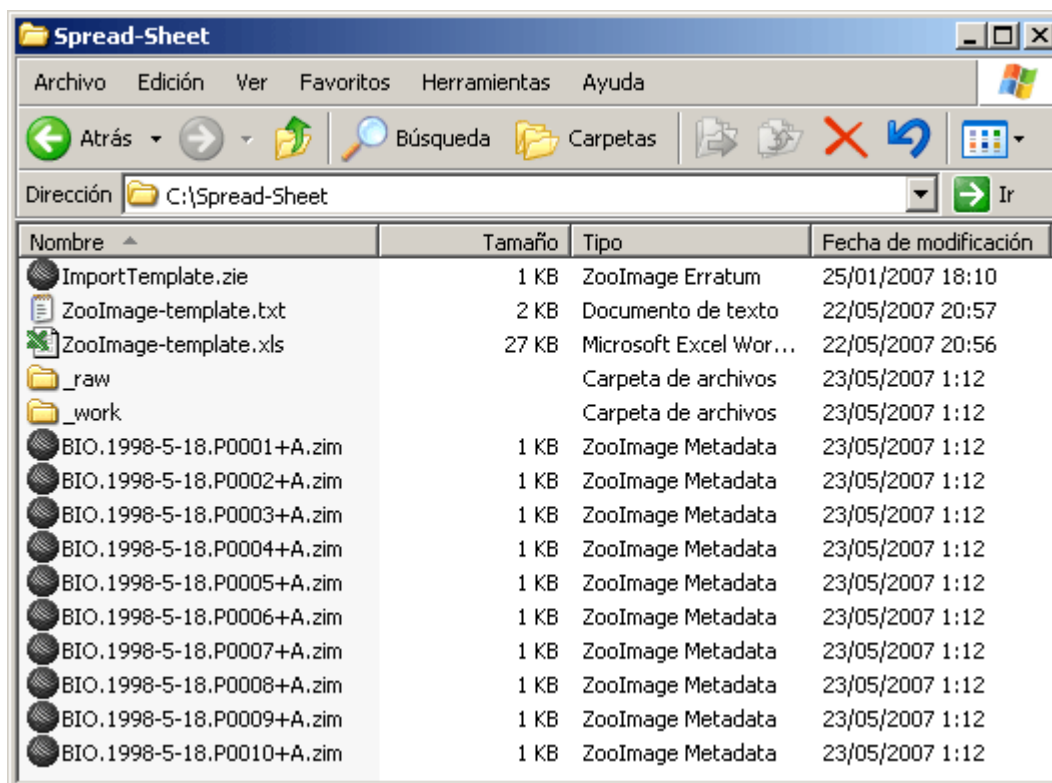 Spread-Sheet
Archivo Edición Ver Favoritos Herramientas Ayuda
Atrás Búsqueda Carpetas
Dirección C:\Spread-Sheet Ir
Nombre Tamaño Tipo Fecha de modificación
ImportTemplate.zie 1 KB ZooImage Erratum 25/01/2007 18:10
ZooImage-template.txt 2 KB Documento de texto 22/05/2007 20:57
ZooImage-template.xls 27 KB Microsoft Excel Wor... 22/05/2007 20:56
_raw Carpeta de archivos 23/05/2007 1:12
_work Carpeta de archivos 23/05/2007 1:12
BIO.1998-5-18.P0001+A.zim 1 KB ZooImage Metadata 23/05/2007 1:12
BIO.1998-5-18.P0002+A.zim 1 KB ZooImage Metadata 23/05/2007 1:12
BIO.1998-5-18.P0003+A.zim 1 KB ZooImage Metadata 23/05/2007 1:12
BIO.1998-5-18.P0004+A.zim 1 KB ZooImage Metadata 23/05/2007 1:12
BIO.1998-5-18.P0005+A.zim 1 KB ZooImage Metadata 23/05/2007 1:12
BIO.1998-5-18.P0006+A.zim 1 KB ZooImage Metadata 23/05/2007 1:12
BIO.1998-5-18.P0007+A.zim 1 KB ZooImage Metadata 23/05/2007 1:12
BIO.1998-5-18.P0008+A.zim 1 KB ZooImage Metadata 23/05/2007 1:12
BIO.1998-5-18.P0009+A.zim 1 KB ZooImage Metadata 23/05/2007 1:12
BIO.1998-5-18.P0010+A.zim 1 KB ZooImage Metadata 23/05/2007 1:12